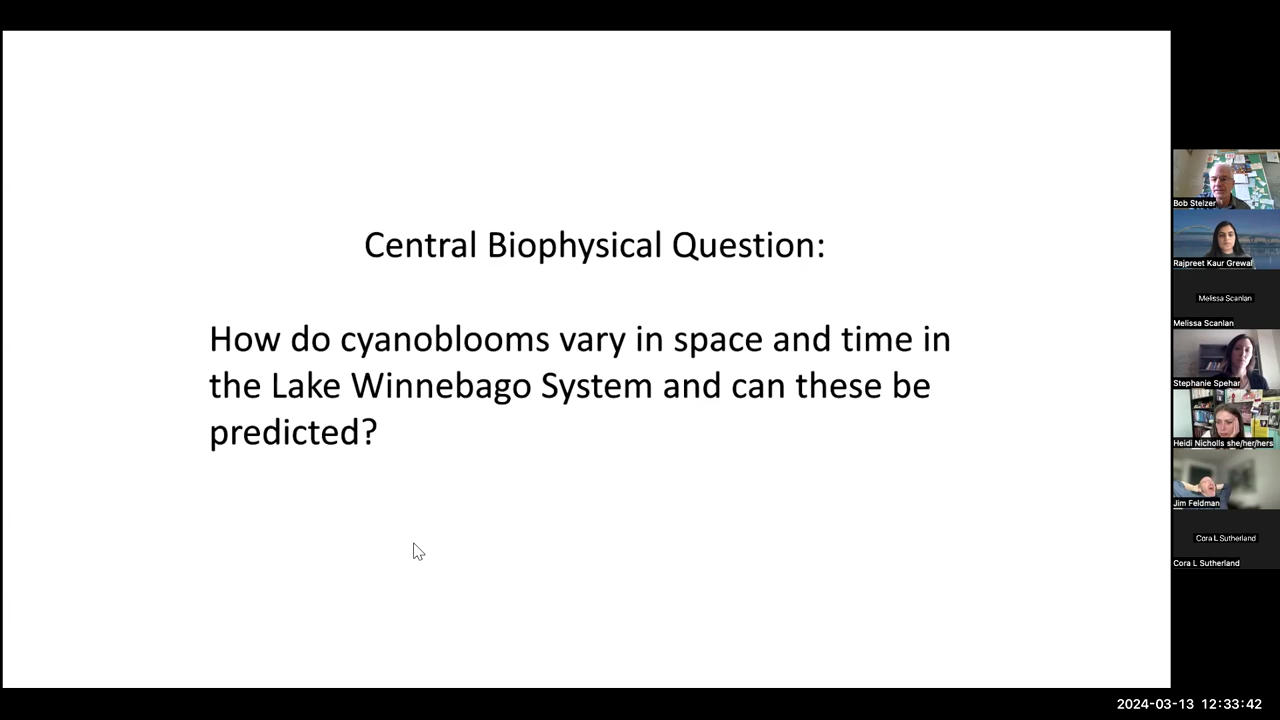 Central Biophysical Question:
How do cyanoblooms vary in space and time in
the Lake Winnebago System and can these be
predicted?
Bob Stelzer
Rajpreet Kaur Grewal
Melissa Scanlan
Melissa Scanlan
Stephanie Spehar
Heidi Nicholls she/her/hers
Jim Feldman
Cora L Sutherland
Cora L Sutherland
2024-03-13 12:33:42